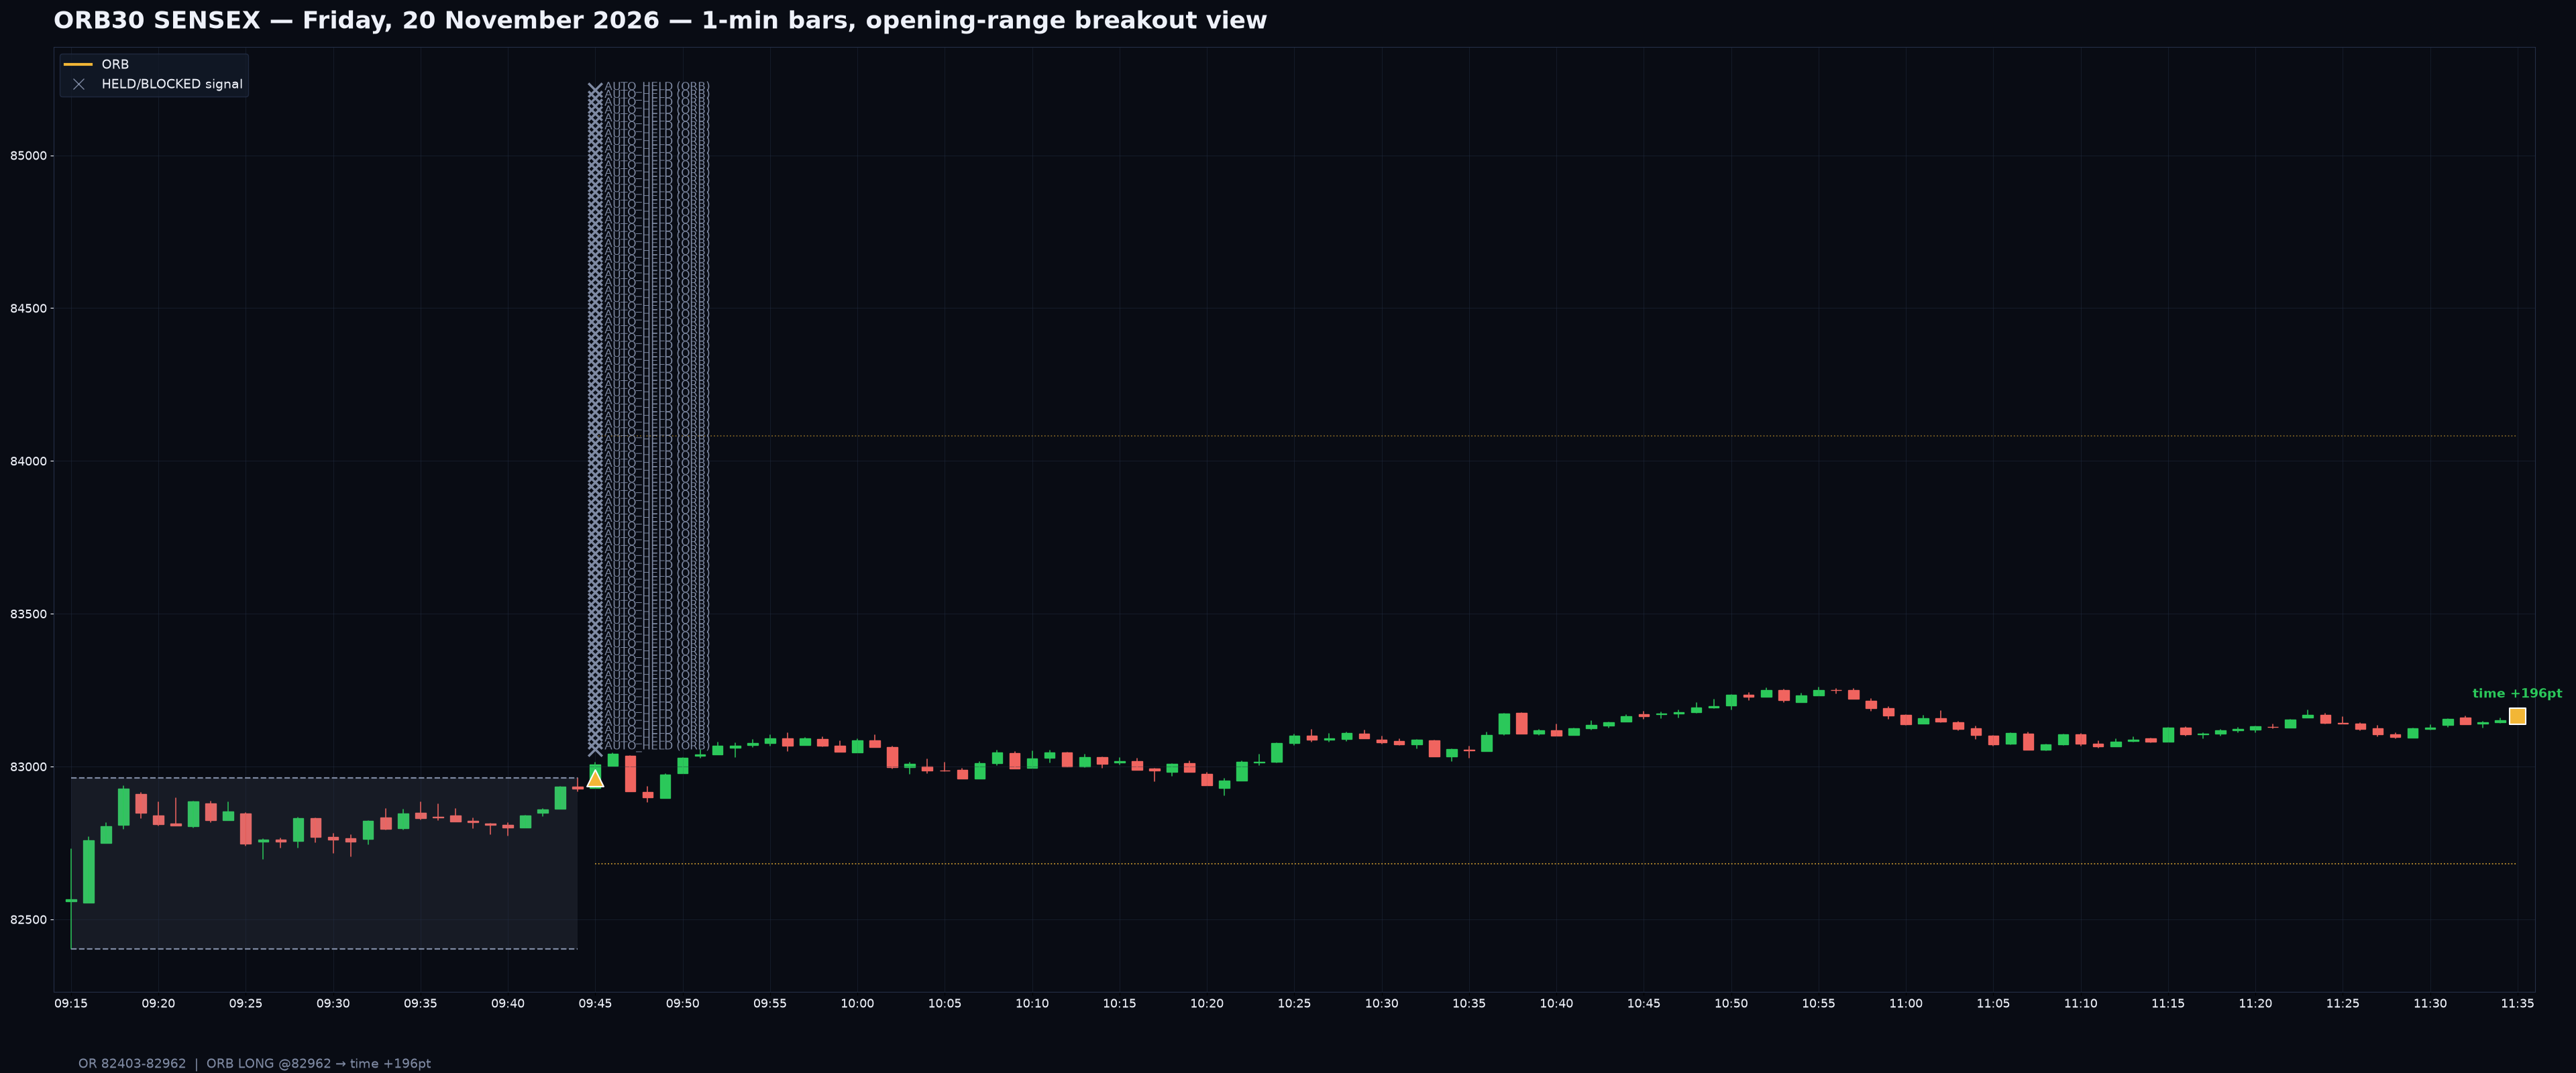 ORB30 SENSEX — Friday, 20 November 2026 — 1-min bars, opening-range breakout view
ORB
HELD/BLOCKED signal
AUTO_HELD (ORB)
85000
84500
84000
83500
83000
82500
time +196pt
09:15 09:20 09:25 09:30 09:35 09:40 09:45 09:50 09:55 10:00 10:05 10:10 10:15 10:20 10:25 10:30 10:35 10:40 10:45 10:50 10:55 11:00 11:05 11:10 11:15 11:20 11:25 11:30 11:35
OR 82403-82962 | ORB LONG @82962 → time +196pt